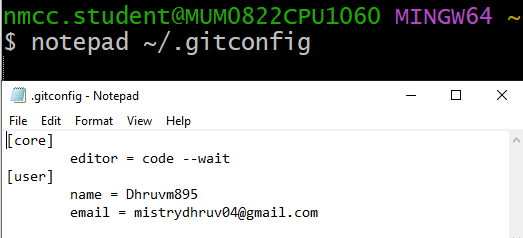 nmcc.student@MUM0822CPU1060 MINGW64 ~
$ notepad ~/.gitconfig
.gitconfig - Notepad
File Edit Format View Help
[core]
editor = code --wait
[user]
name = Dhruvm895
email = mistrydhruv04@gmail.com